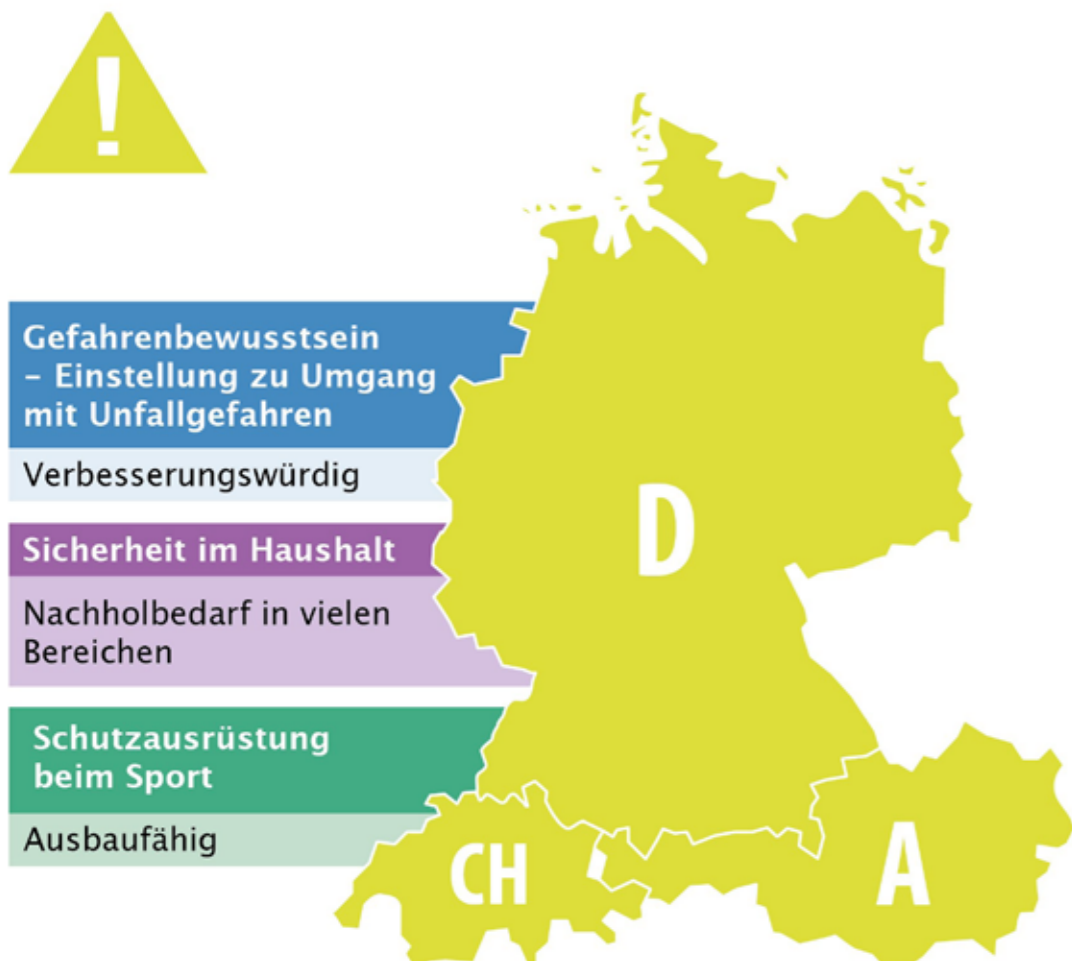 !
Gefahrenbewusstsein
– Einstellung zu Umgang
mit Unfallgefahren
Verbesserungswürdig
Sicherheit im Haushalt
Nachholbedarf in vielen
Bereichen
Schutzausrüstung
beim Sport
Ausbaufähig
D
CH
A